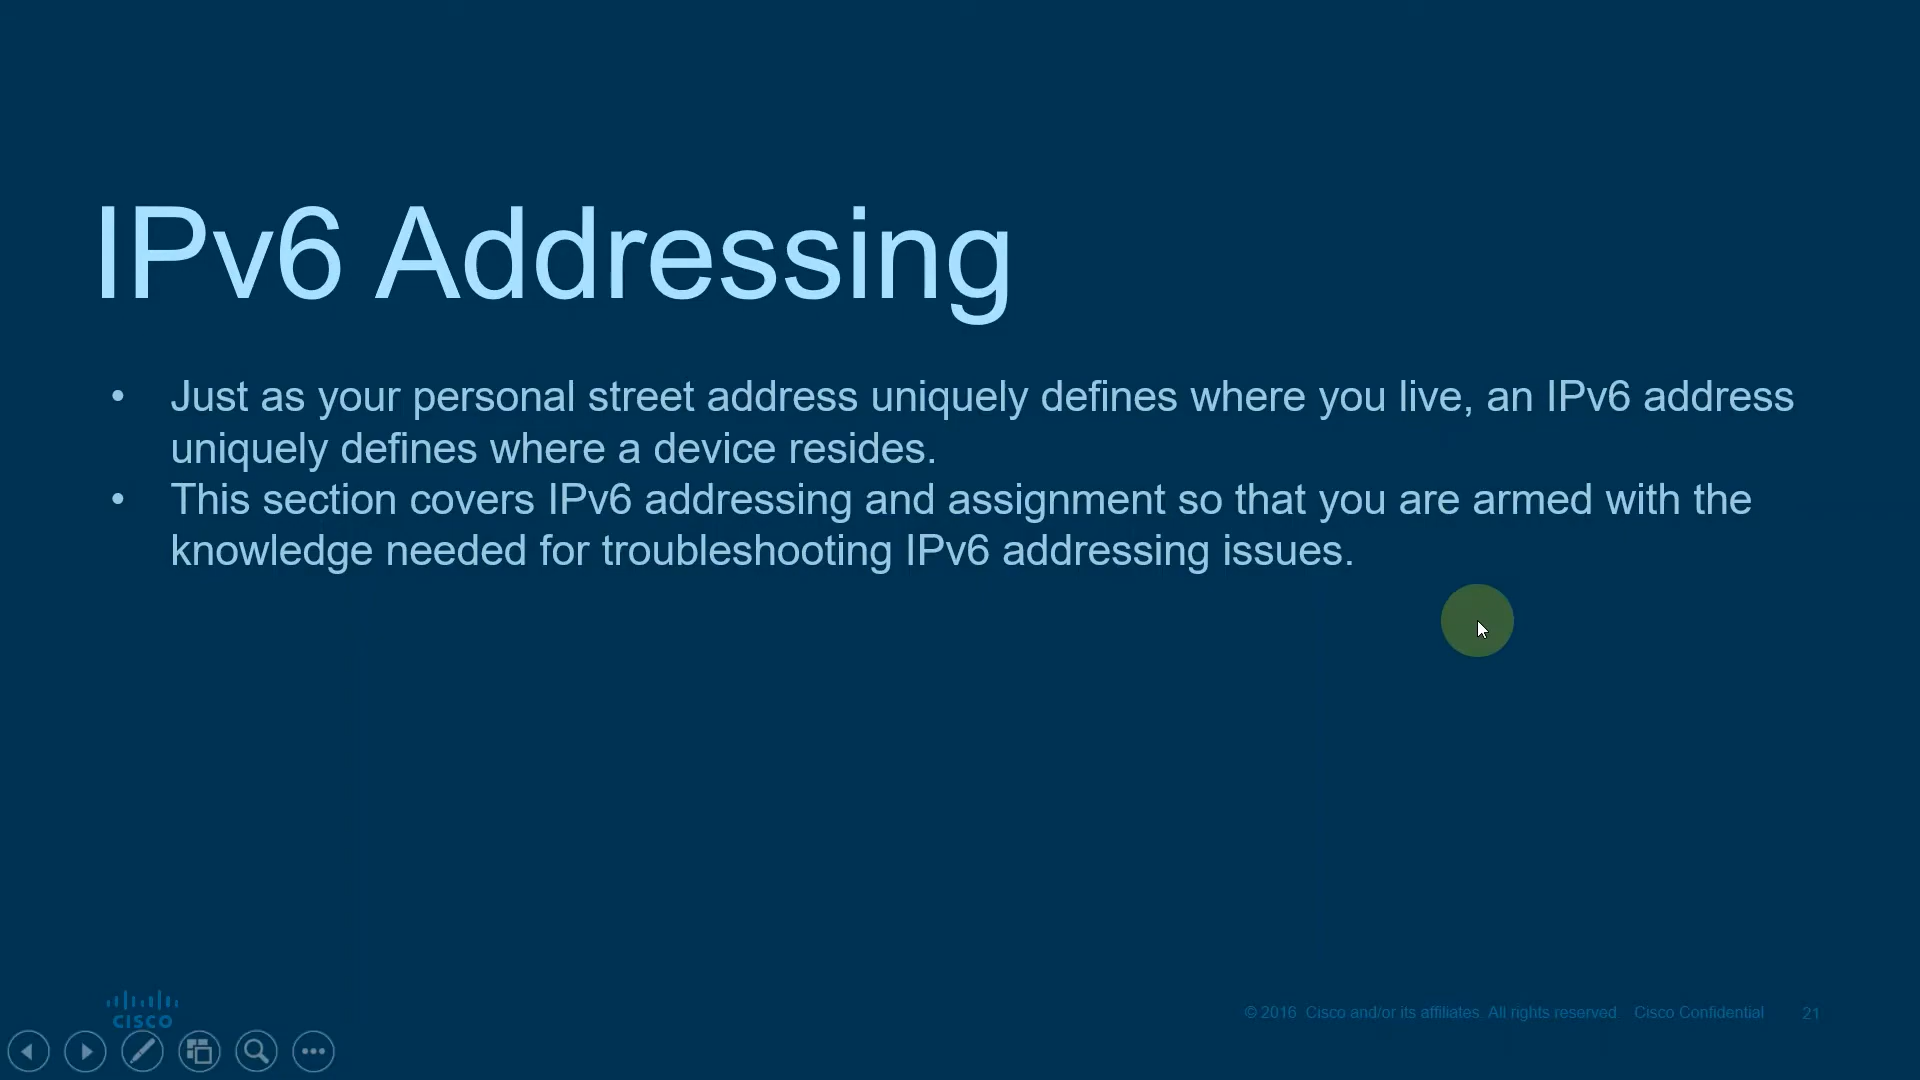 IPv6 Addressing
• Just as your personal street address uniquely defines where you live, an IPv6 address
uniquely defines where a device resides.
• This section covers IPv6 addressing and assignment so that you are armed with the
knowledge needed for troubleshooting IPv6 addressing issues.
CISCO
© 2016 Cisco and/or its affiliates. All rights reserved. Cisco Confidential 21